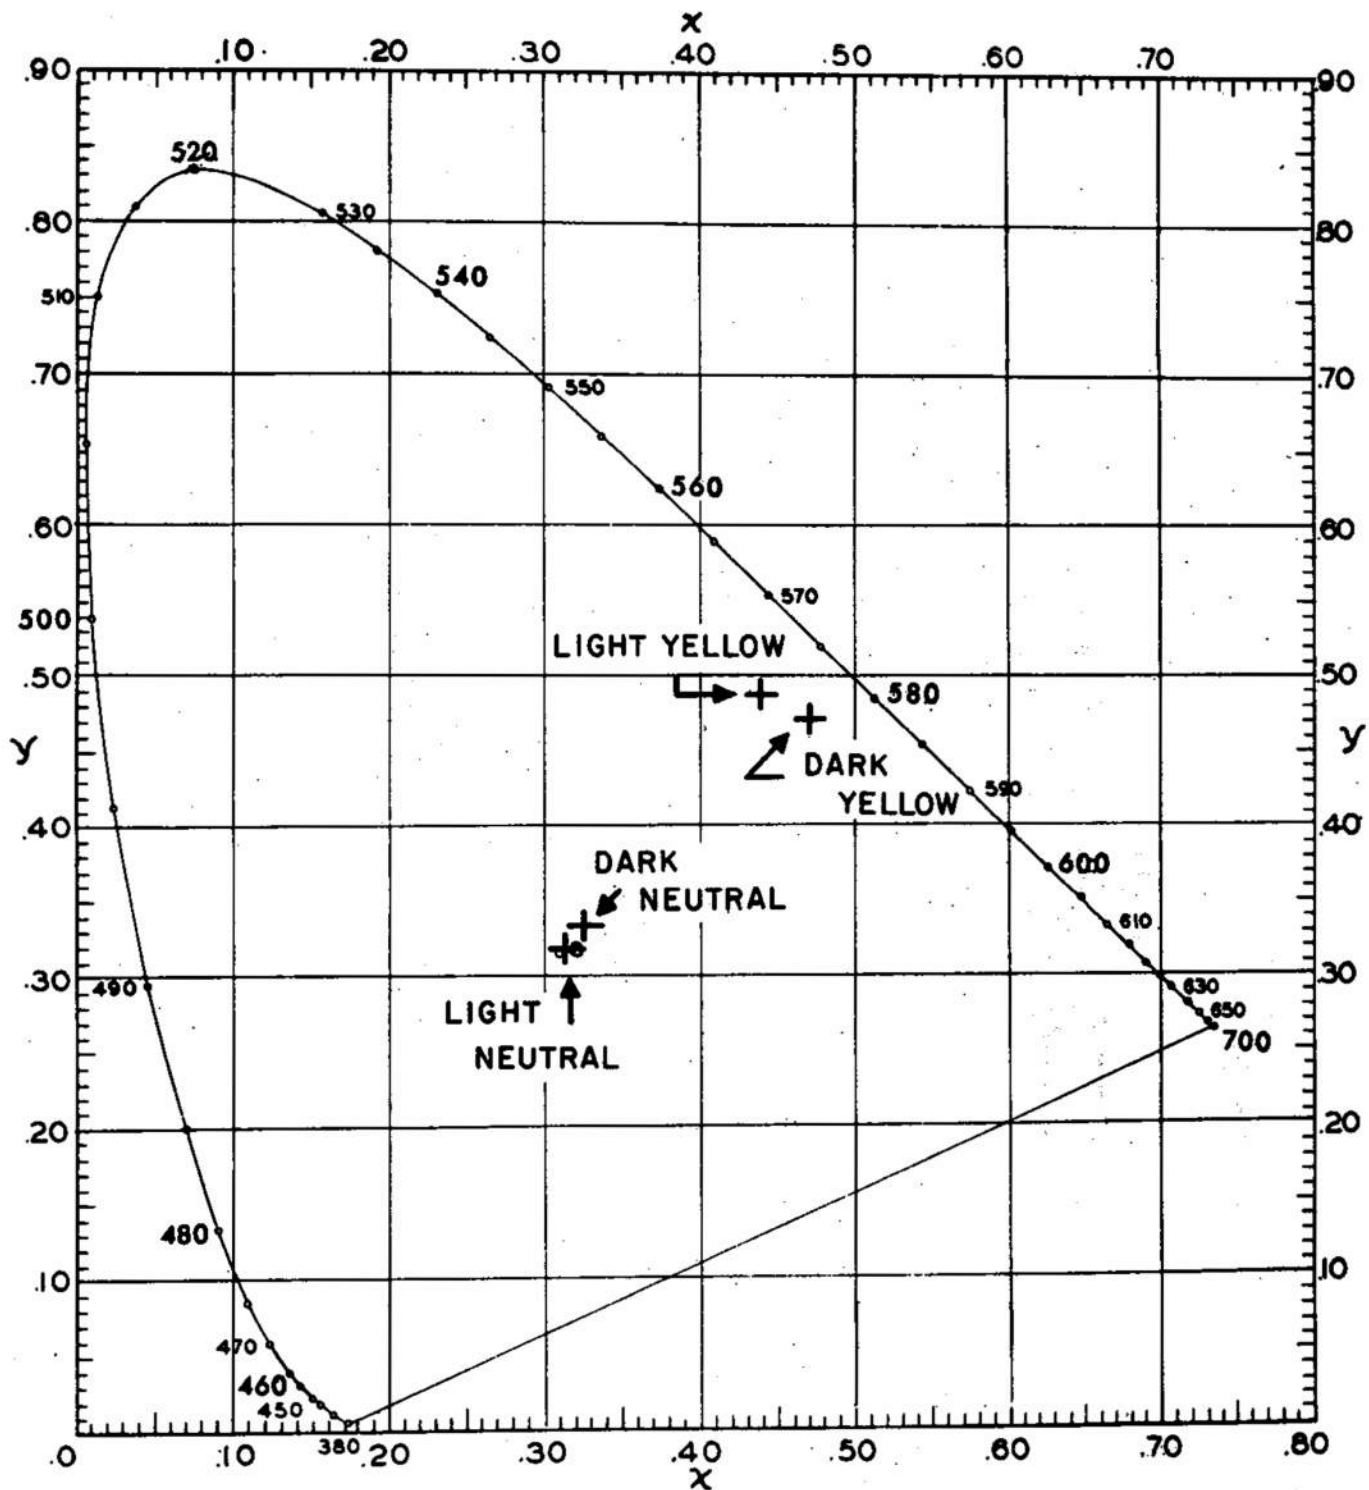 x
.10 .20 .30 .40 .50 .60 .70
.90 .90
520
530
.80 .80
540
510
.70 .70
550
560
.60 .60
570
500
LIGHT YELLOW
.50 .50
580
y y
DARK
YELLOW
590
.40 .40
DARK
NEUTRAL
600
610
.30 .30
490
630
LIGHT
650
700
NEUTRAL
.20 .20
480
.10 .10
470
460
450
380
.0 .10 .20 .30 .40 .50 .60 .70 .80
x